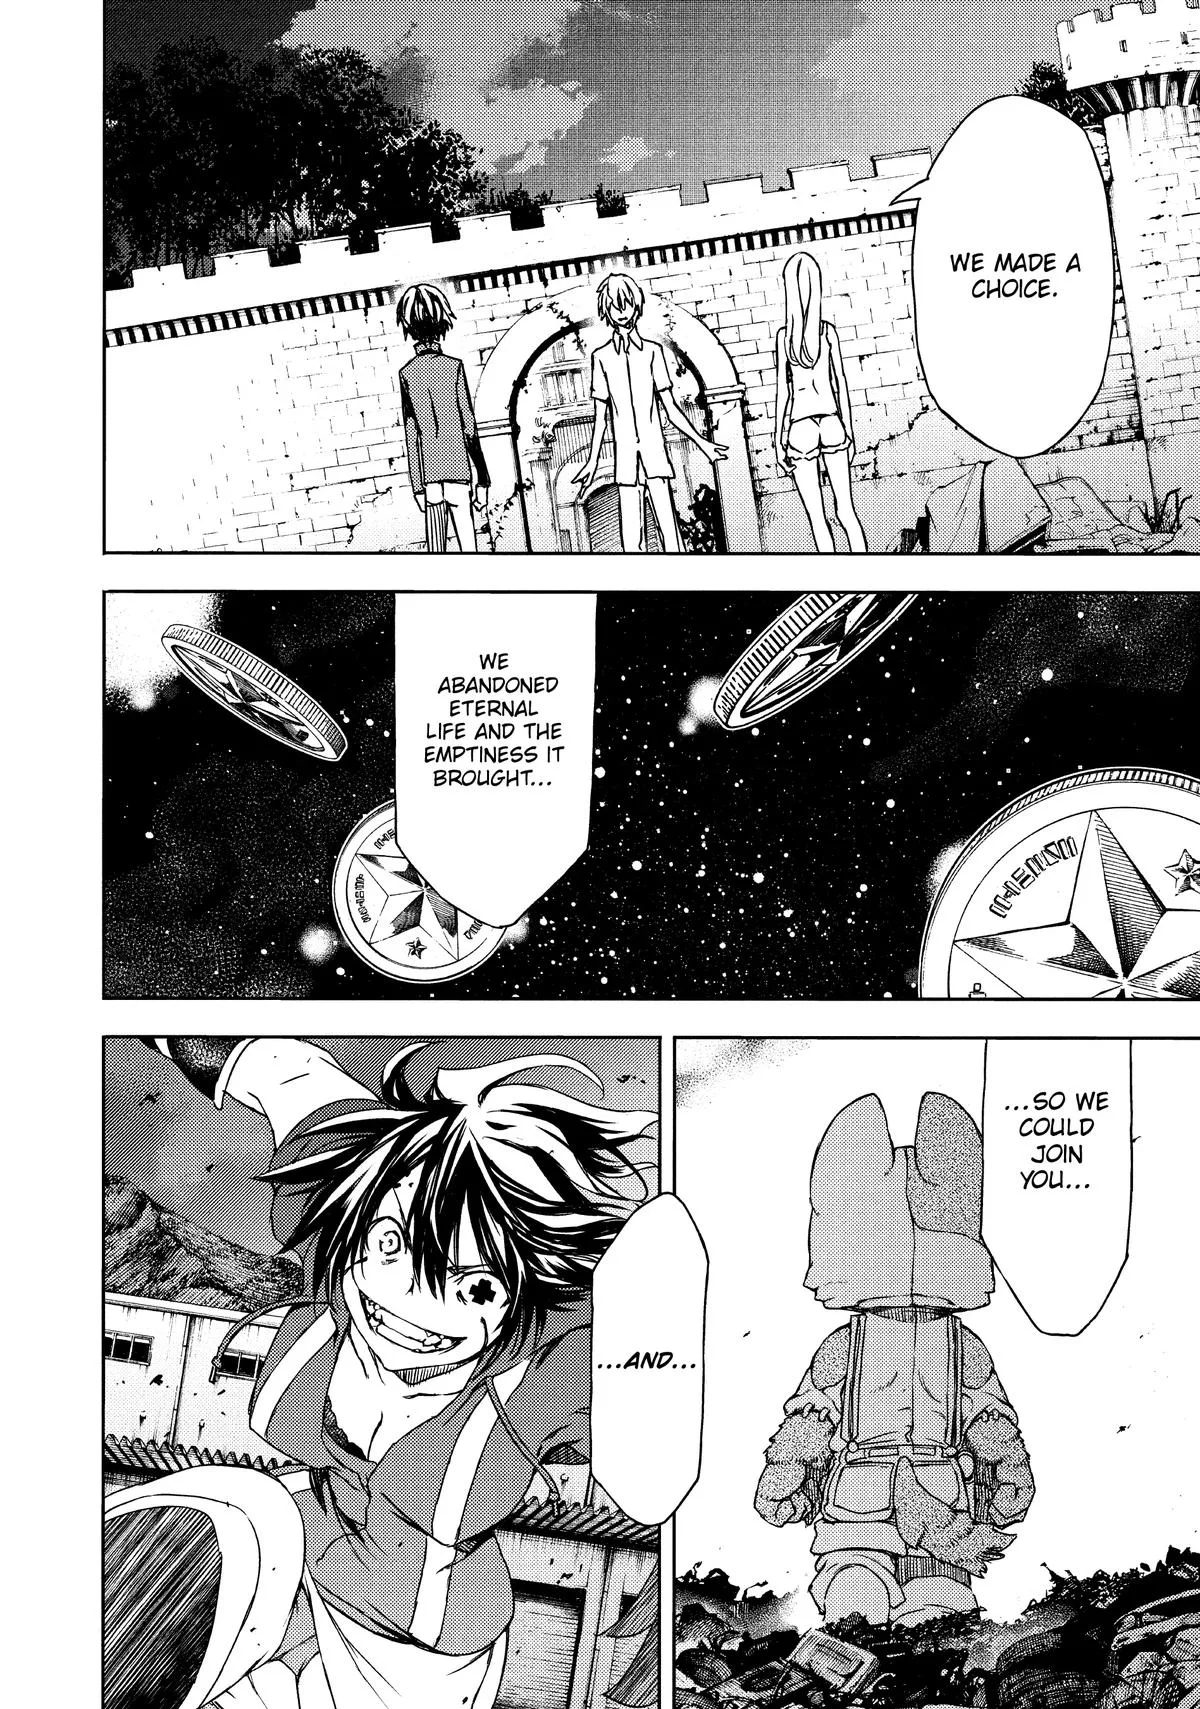 WE MADE A
CHOICE.
WE
ABANDONED
ETERNAL
LIFE AND THE
EMPTINESS IT
BROUGHT...
...SO WE
COULD
JOIN
YOU...
...AND...